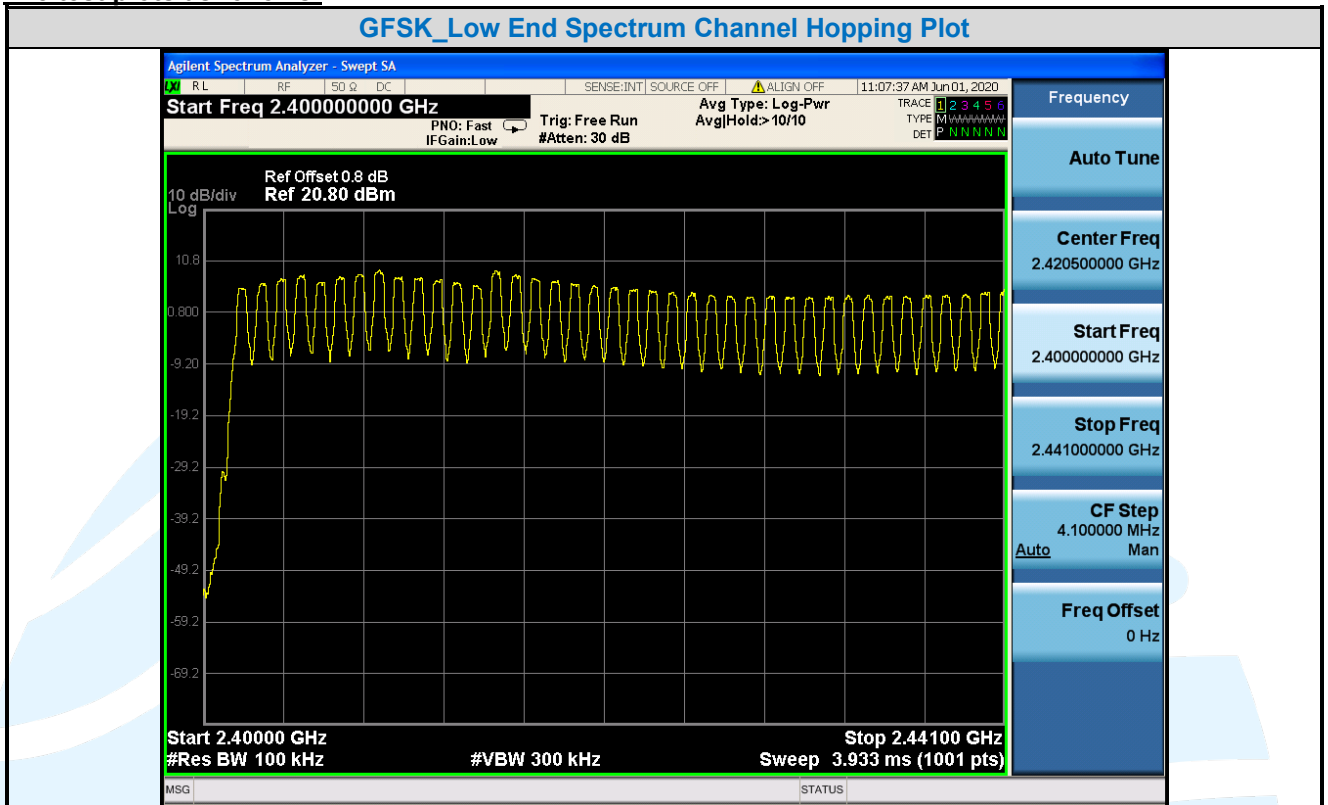 GFSK_Low End Spectrum Channel Hopping Plot
Agilent Spectrum Analyzer - Swept SA
LXI RL RF 50 Ω DC SENSE:INT SOURCE OFF ALIGN OFF 11:07:37 AM Jun 01, 2020
Start Freq 2.400000000 GHz
PNO: Fast
IFGain:Low
Trig: Free Run
#Atten: 30 dB
Avg Type: Log-Pwr
Avg|Hold:>10/10
TRACE 1 2 3 4 5 6
TYPE M
DET P N N N N N
Ref Offset 0.8 dB
10 dB/div Ref 20.80 dBm
Log
10.8
0.800
-9.20
-19.2
-29.2
-39.2
-49.2
-59.2
-69.2
Start 2.40000 GHz Stop 2.44100 GHz
#Res BW 100 kHz #VBW 300 kHz Sweep 3.933 ms (1001 pts)
MSG STATUS
Frequency
Auto Tune
Center Freq
2.420500000 GHz
Start Freq
2.400000000 GHz
Stop Freq
2.441000000 GHz
CF Step
4.100000 MHz
Auto Man
Freq Offset
0 Hz